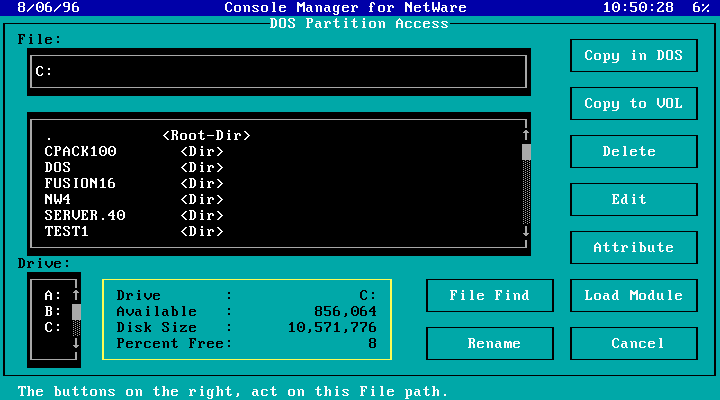 8/06/96 Console Manager for NetWare 10:50:28 6%
DOS Partition Access
File:
C:
Copy in DOS
Copy to VOL
Delete
Edit
Attribute
Load Module
Cancel
. <Root-Dir>
CPACK100 <Dir>
DOS <Dir>
FUSION16 <Dir>
NW4 <Dir>
SERVER.40 <Dir>
TEST1 <Dir>
Drive:
A:
B:
C:
Drive : C:
Available : 856,064
Disk Size : 10,571,776
Percent Free: 8
File Find
Rename
The buttons on the right, act on this File path.